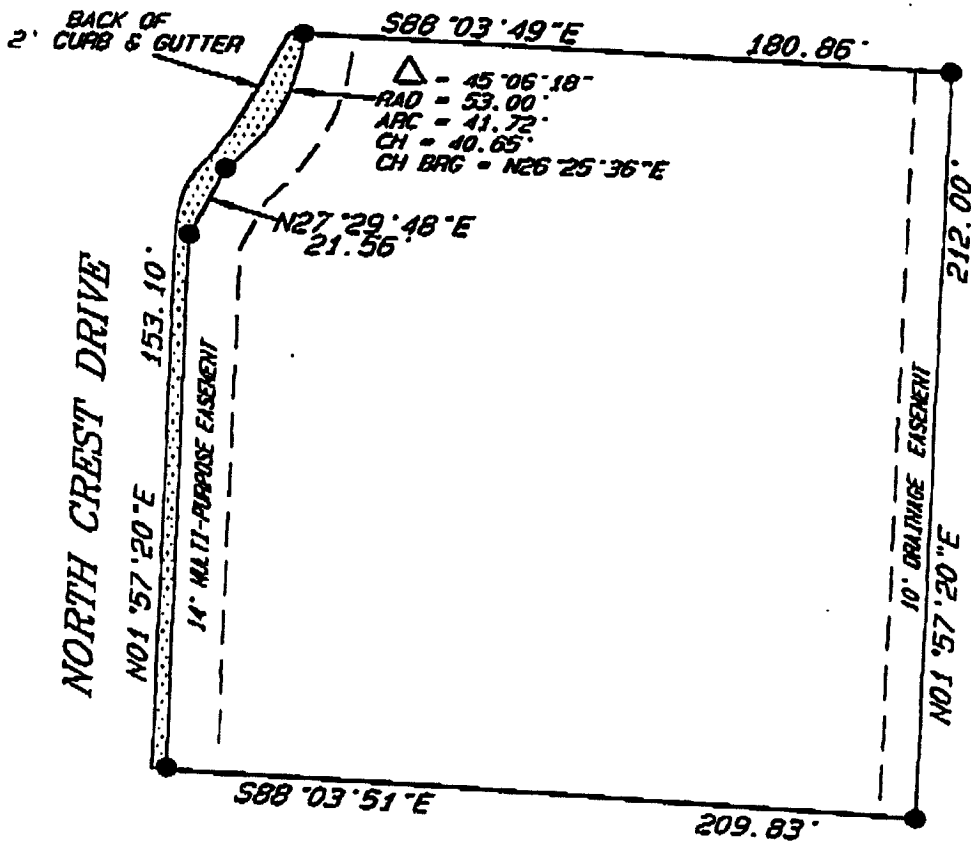 BACK OF
2' CURB & GUTTER
S88°03'49"E
180.86'
Δ = 45°06'18"
RAD = 53.00'
ARC = 41.72'
CH = 40.65'
CH BRG = N26°25'36"E
N27°29'48"E
21.56'
212.00'
N01°57'20"E
10' DRAINAGE EASEMENT
153.10'
N01°57'20"E
14' MULTI-PURPOSE EASEMENT
NORTH CREST DRIVE
S88°03'51"E
209.83'